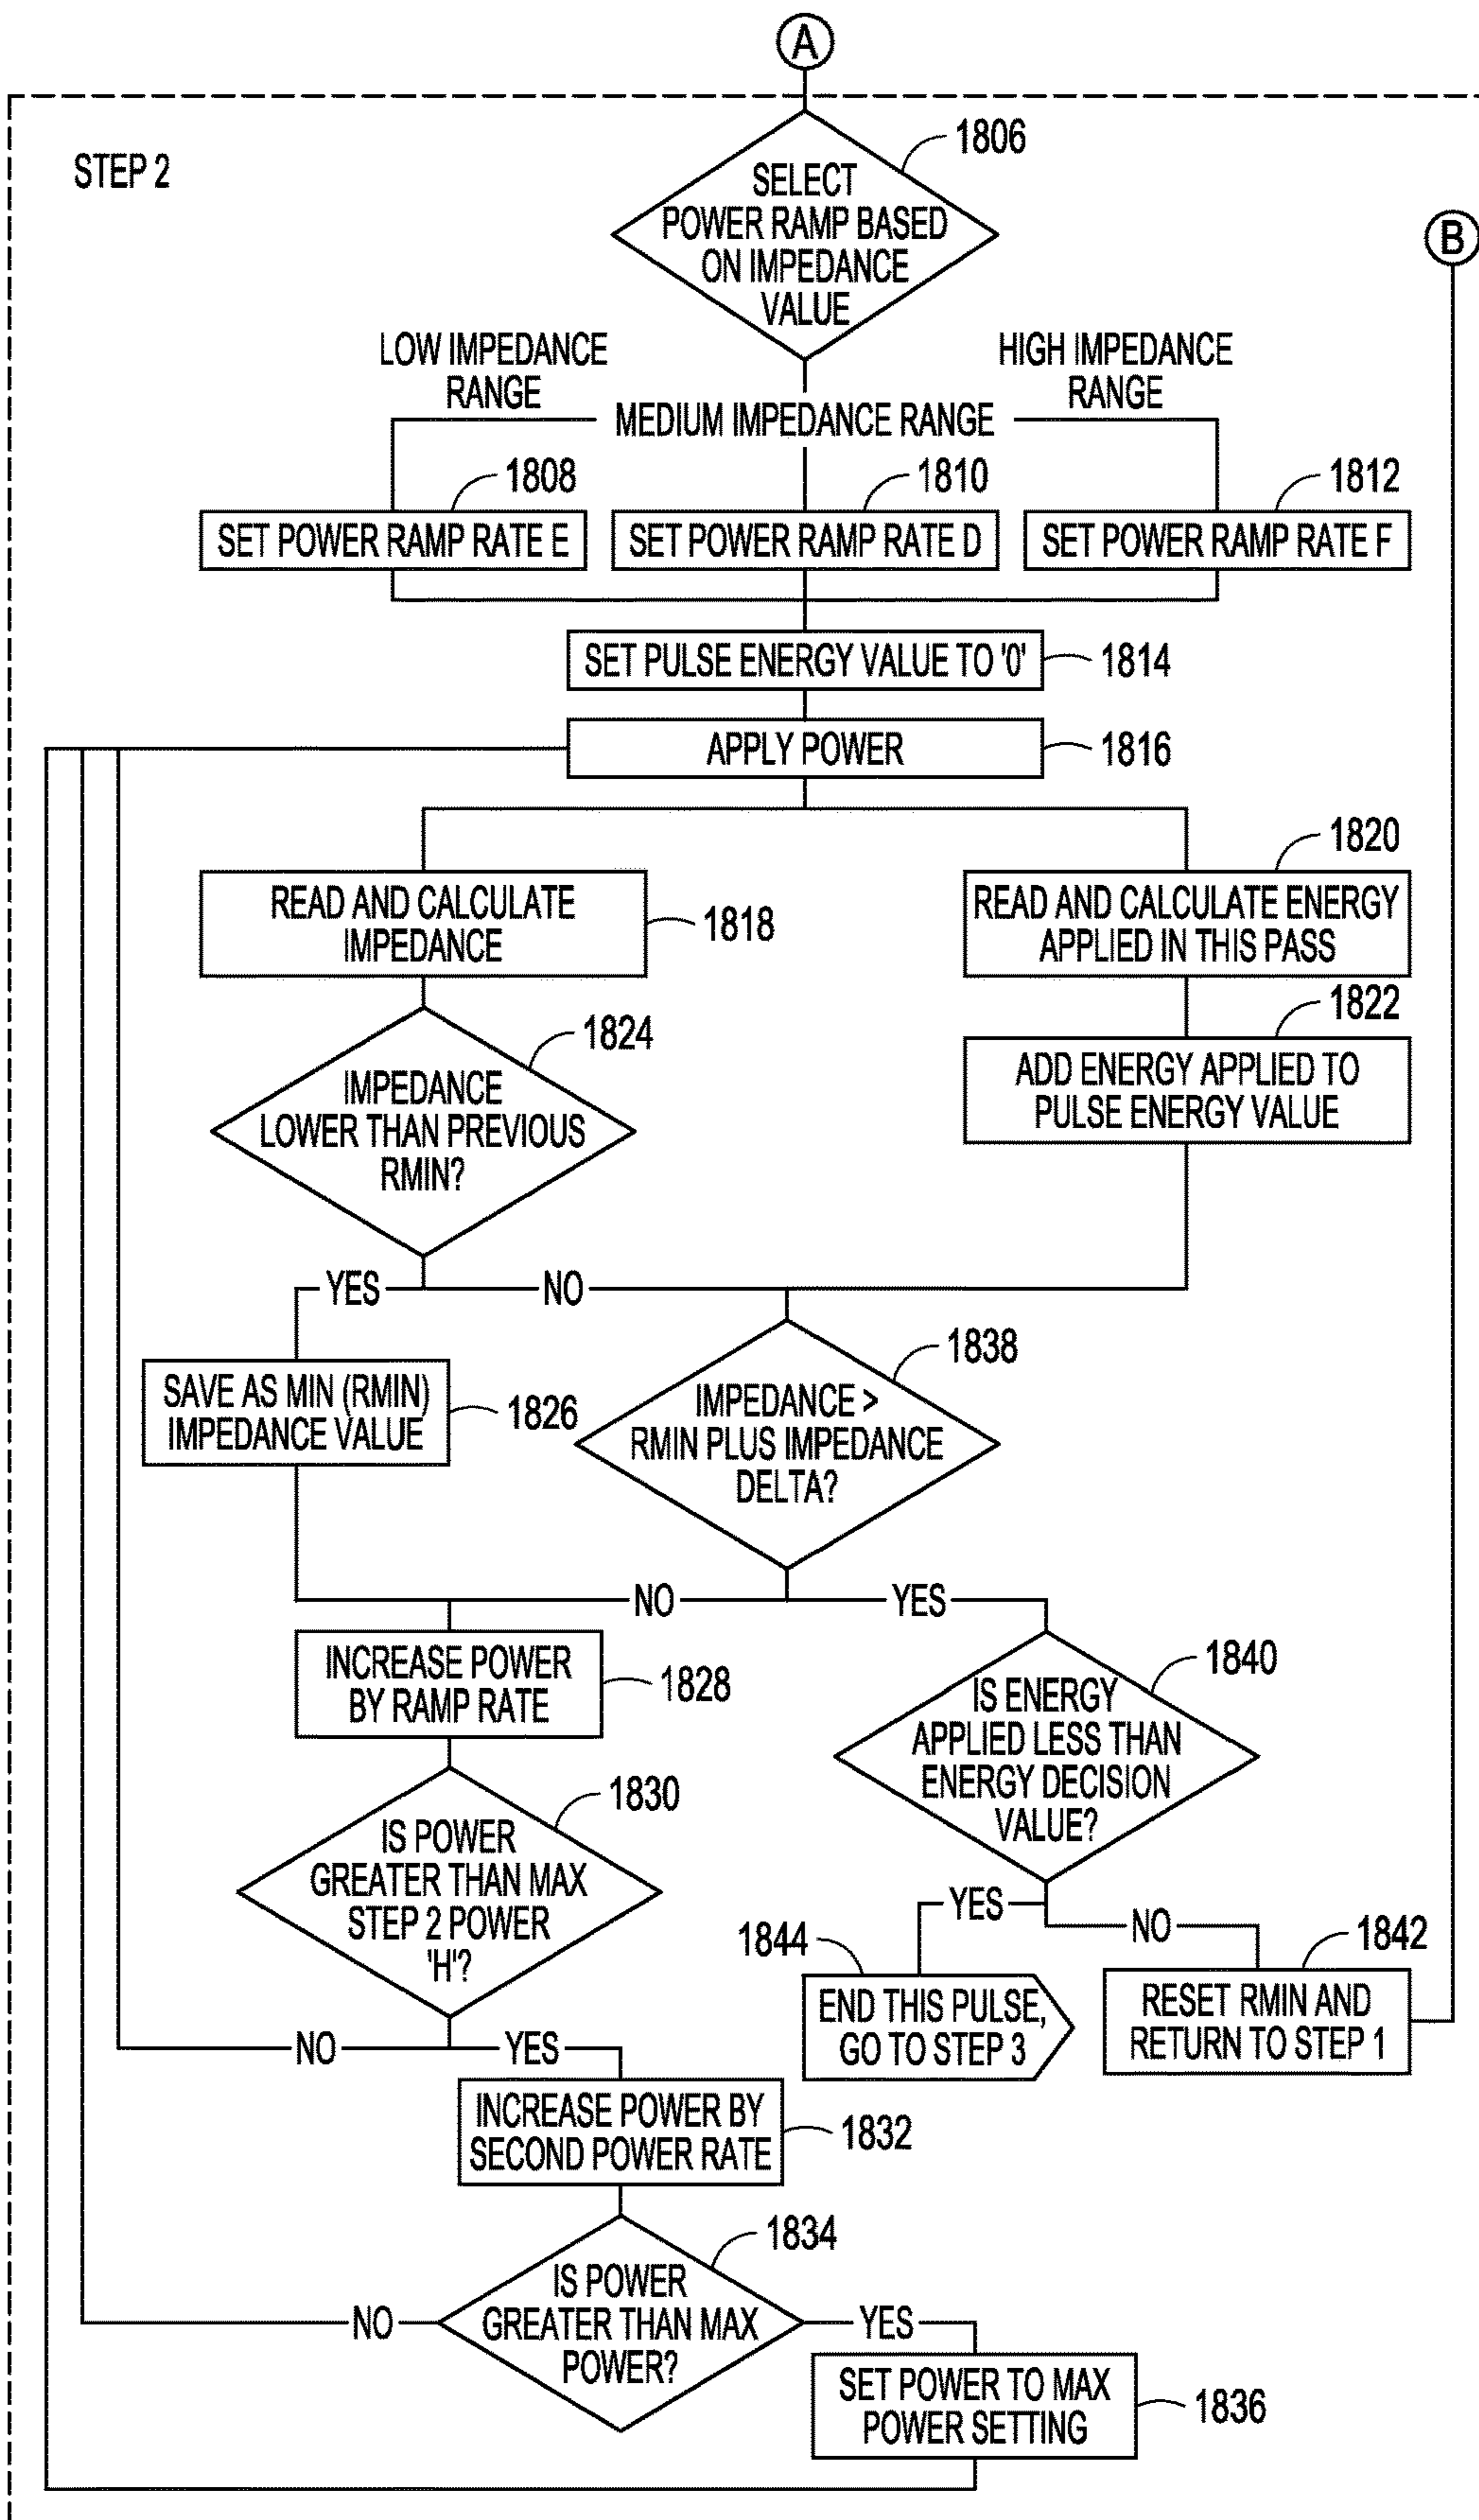 A
STEP 2
1806
SELECT
POWER RAMP BASED
ON IMPEDANCE
VALUE
B
LOW IMPEDANCE
RANGE
HIGH IMPEDANCE
RANGE
MEDIUM IMPEDANCE RANGE
1808
1810
1812
SET POWER RAMP RATE E
SET POWER RAMP RATE D
SET POWER RAMP RATE F
SET PULSE ENERGY VALUE TO '0'
1814
APPLY POWER
1816
READ AND CALCULATE
IMPEDANCE
1818
1820
READ AND CALCULATE ENERGY
APPLIED IN THIS PASS
1822
ADD ENERGY APPLIED TO
PULSE ENERGY VALUE
1824
IMPEDANCE
LOWER THAN PREVIOUS
RMIN?
YES
NO
SAVE AS MIN (RMIN)
IMPEDANCE VALUE
1826
1838
IMPEDANCE >
RMIN PLUS IMPEDANCE
DELTA?
NO
YES
INCREASE POWER
BY RAMP RATE
1828
1840
IS ENERGY
APPLIED LESS THAN
ENERGY DECISION
VALUE?
1830
IS POWER
GREATER THAN MAX
STEP 2 POWER
'H'?
YES
NO
1844
END THIS PULSE,
GO TO STEP 3
1842
RESET RMIN AND
RETURN TO STEP 1
NO
YES
INCREASE POWER BY
SECOND POWER RATE
1832
1834
IS POWER
GREATER THAN MAX
POWER?
NO
YES
SET POWER TO MAX
POWER SETTING
1836